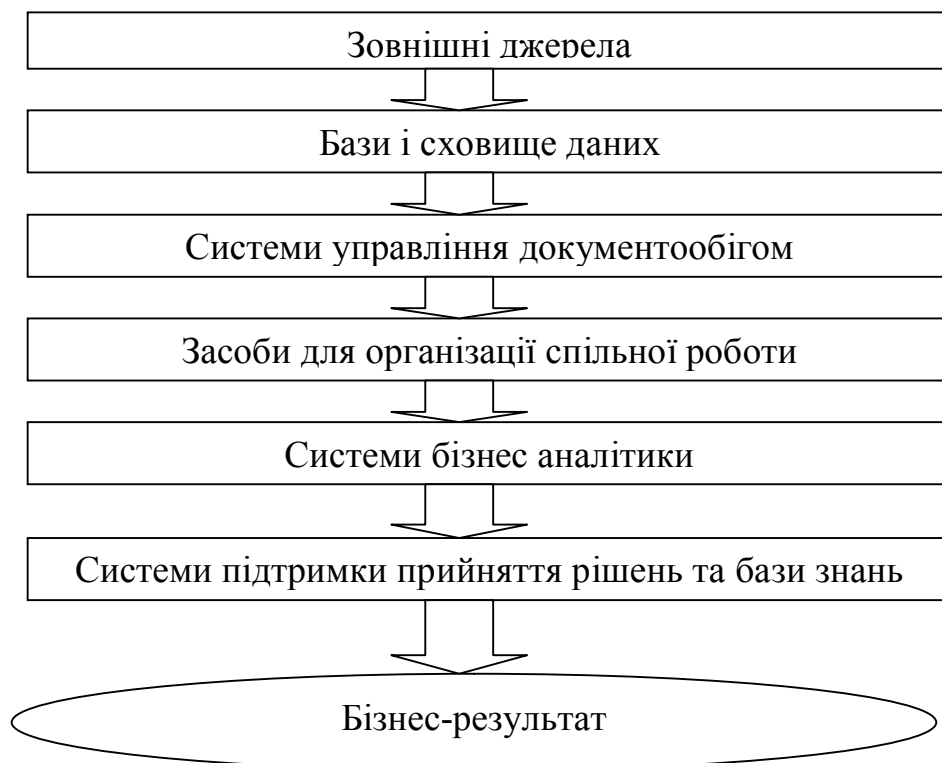 Зовнішні джерела
Бази і сховище даних
Системи управління документообігом
Засоби для організації спільної роботи
Системи бізнес аналітики
Системи підтримки прийняття рішень та бази знань
Бізнес-результат